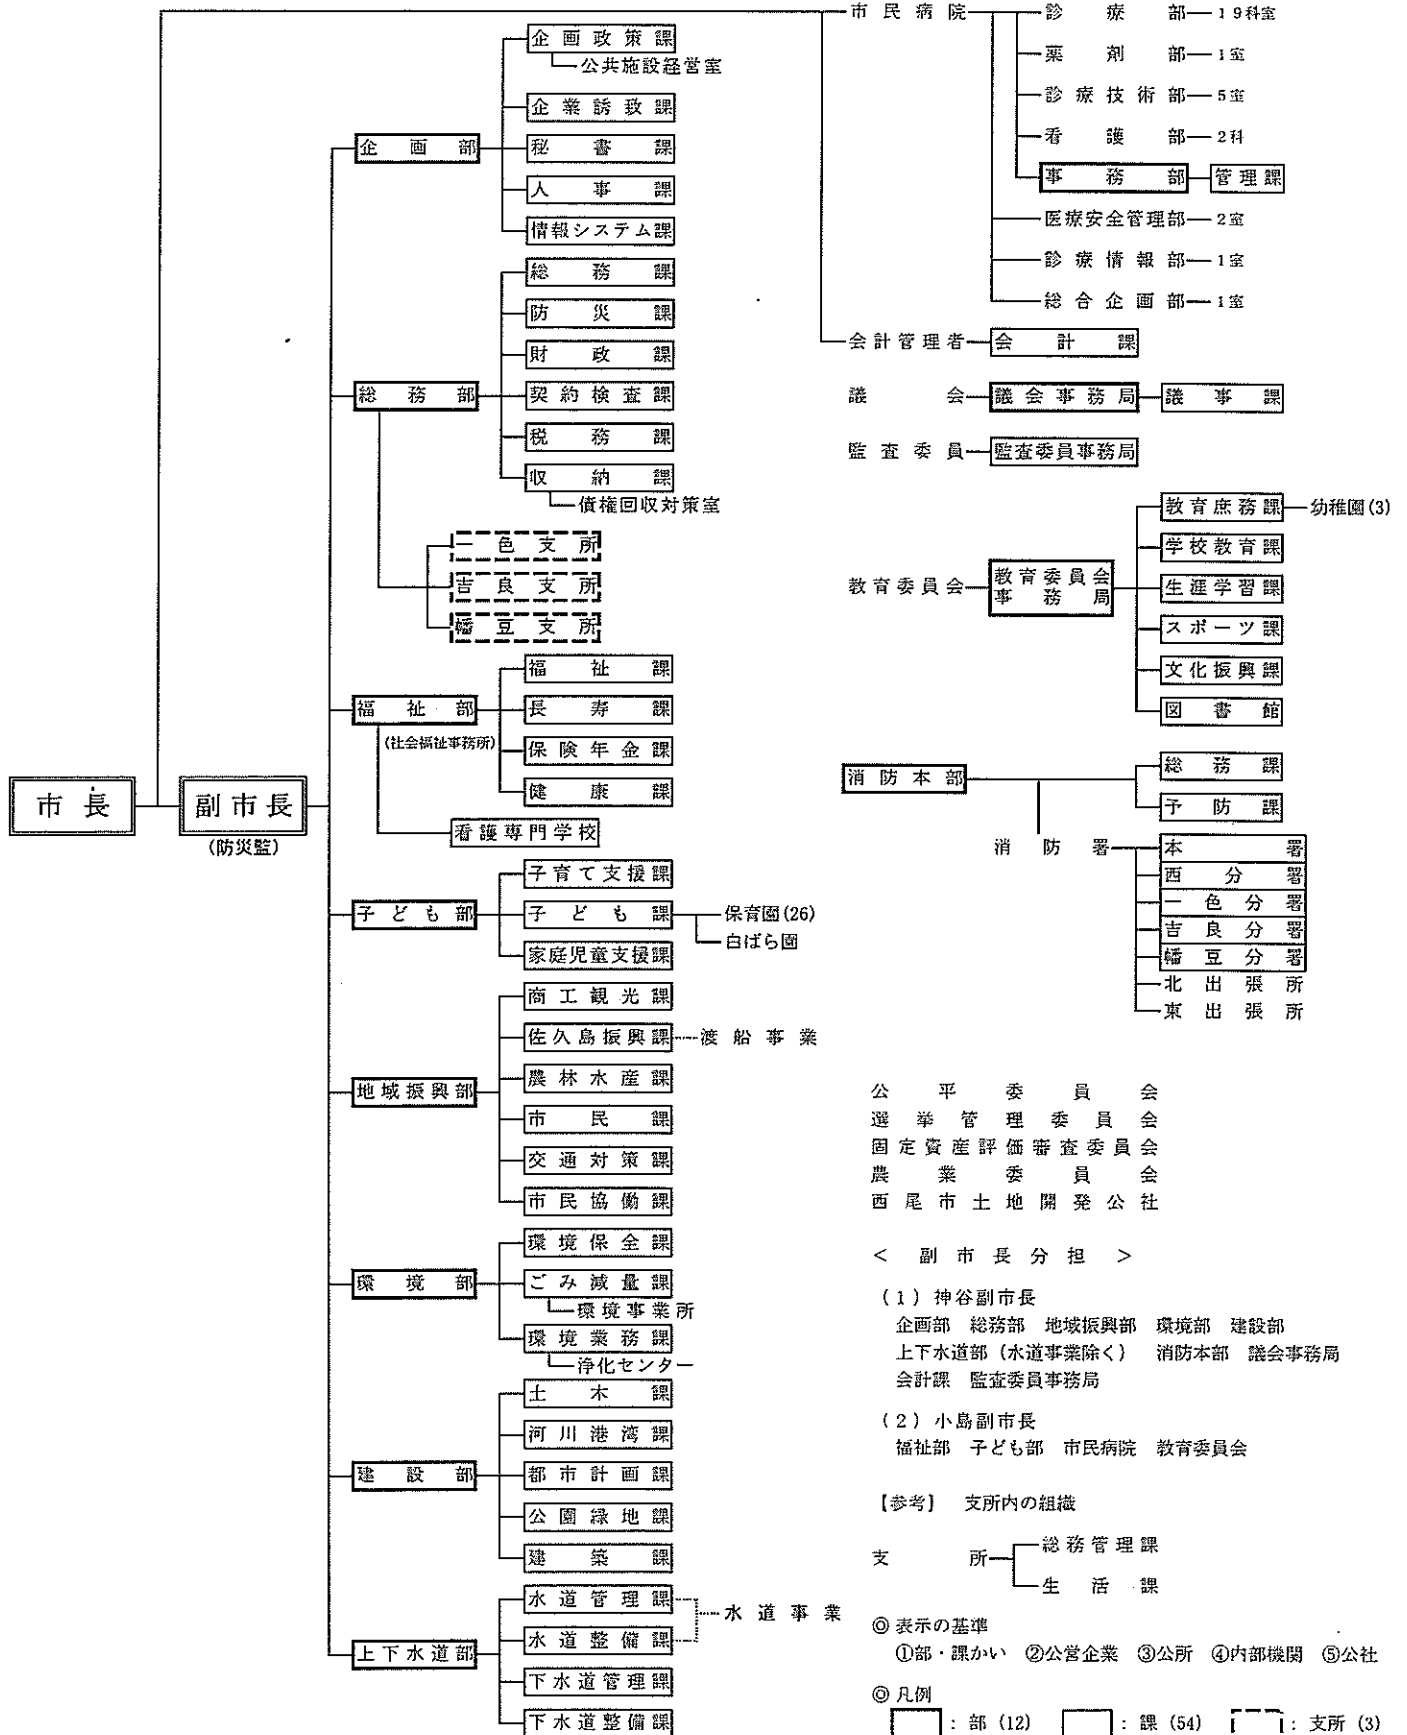 市長
副市長
(防災監)
企画部
企画政策課
公共施設経営室
企業誘致課
秘書課
人事課
情報システム課
総務部
総務課
防災課
財政課
契約検査課
税務課
収納課
債権回収対策室
一色支所
吉良支所
幡豆支所
福祉部
(社会福祉事務所)
福祉課
長寿課
保険年金課
健康課
看護専門学校
子ども部
子育て支援課
子ども課
保育園(26)
白ばら園
家庭児童支援課
地域振興部
商工観光課
佐久島振興課
渡船事業
農林水産課
市民課
交通対策課
市民協働課
環境部
環境保全課
ごみ減量課
環境事業所
環境業務課
浄化センター
建設部
土木課
河川港湾課
都市計画課
公園緑地課
建築課
上下水道部
水道管理課
水道整備課
水道事業
下水道管理課
下水道整備課
市民病院
診療部 19科室
薬剤部 1室
診療技術部 5室
看護部 2科
事務部 管理課
医療安全管理部 2室
診療情報部 1室
総合企画部 1室
会計管理者 会計課
議会 議会事務局 議事課
監査委員 監査委員事務局
教育委員会
教育委員会
事務局
教育庶務課 幼稚園(3)
学校教育課
生涯学習課
スポーツ課
文化振興課
図書館
消防本部
総務課
予防課
消防署
本署
西分署
一色分署
吉良分署
幡豆分署
北出張所
東出張所
公平委員会
選挙管理委員会
固定資産評価審査委員会
農業委員会
西尾市土地開発公社
< 副市長分担 >
(1)神谷副市長
企画部 総務部 地域振興部 環境部 建設部
上下水道部(水道事業除く) 消防本部 議会事務局
会計課 監査委員事務局
(2)小島副市長
福祉部 子ども部 市民病院 教育委員会
【参考】 支所内の組織
支所
総務管理課
生活課
◎表示の基準
①部・課かい ②公営企業 ③公所 ④内部機関 ⑤公社
◎凡例
:部(12) :課(54) :支所(3)